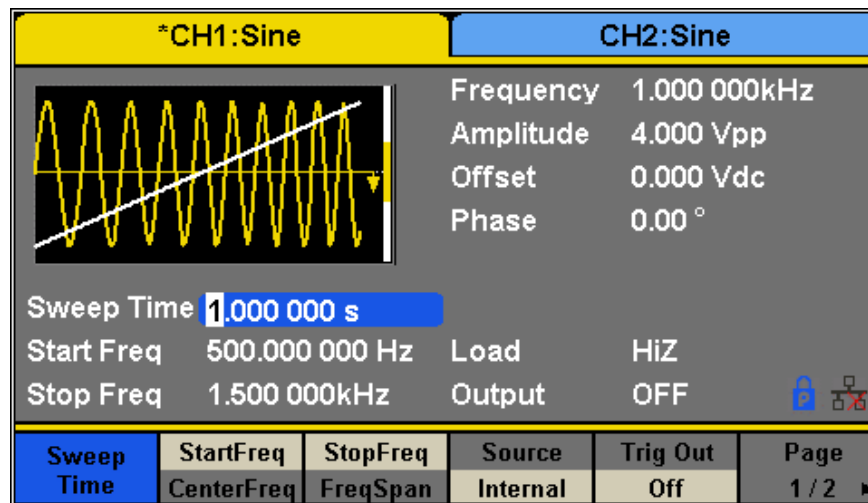 *CH1:Sine CH2:Sine
Frequency 1.000 000kHz
Amplitude 4.000 Vpp
Offset 0.000 Vdc
Phase 0.00 °
Sweep Time 1.000 000 s
Start Freq 500.000 000 Hz Load HiZ
Stop Freq 1.500 000kHz Output OFF P
Sweep Time StartFreq StopFreq Source Trig Out Page
CenterFreq FreqSpan Internal Off 1 / 2